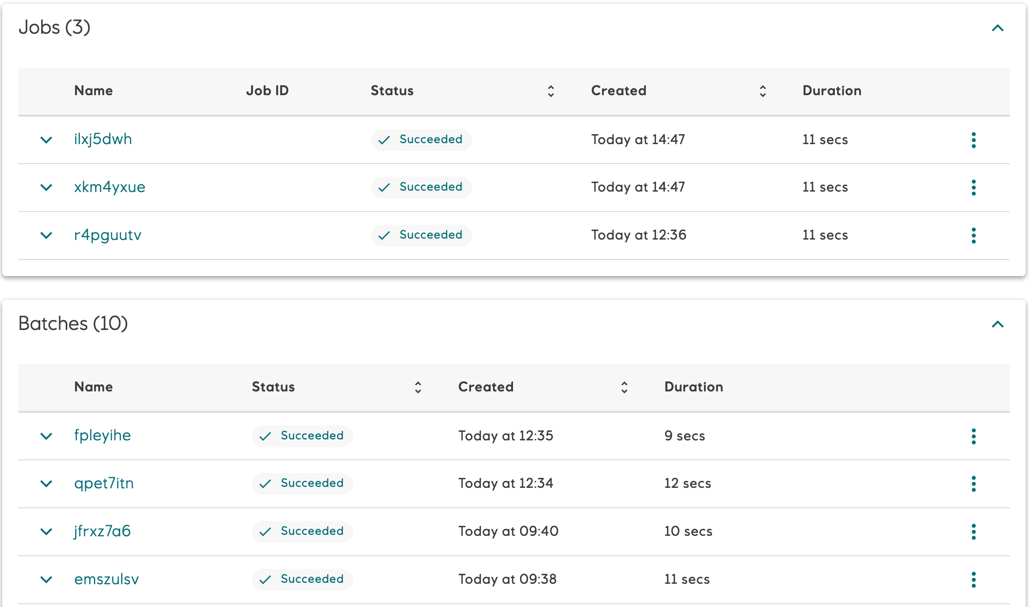 Jobs (3)
Name Job ID Status Created Duration
ilxj5dwh Succeeded Today at 14:47 11 secs
xkm4yxue Succeeded Today at 14:47 11 secs
r4pguutv Succeeded Today at 12:36 11 secs
Batches (10)
Name Status Created Duration
fpleyihe Succeeded Today at 12:35 9 secs
qpet7itn Succeeded Today at 12:34 12 secs
jfrxz7a6 Succeeded Today at 09:40 10 secs
emszulsv Succeeded Today at 09:38 11 secs